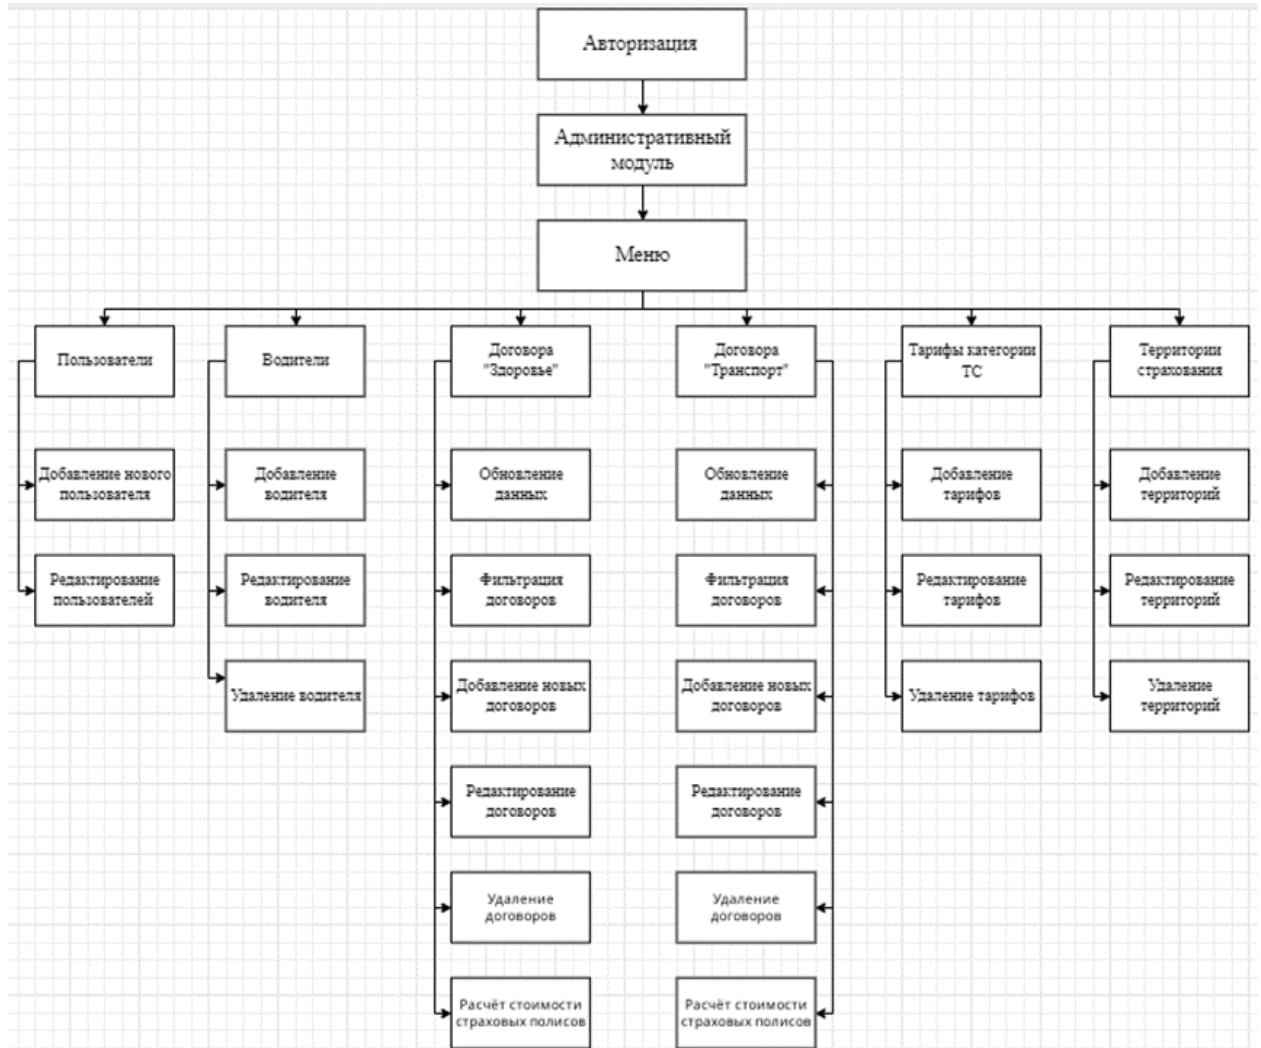 Авторизация
Административный
модуль
Меню
Пользователи
Водители
Договора
"Здоровье"
Договора
"Транспорт"
Тарифы категории
ТС
Территории
страхования
Добавление нового
пользователя
Добавление
водителя
Обновление
данных
Обновление
данных
Добавление
тарифов
Добавление
территорий
Редактирование
пользователей
Редактирование
водителя
Фильтрация
договоров
Фильтрация
договоров
Редактирование
тарифов
Редактирование
территорий
Удаление водителя
Добавление новых
договоров
Добавление новых
договоров
Удаление тарифов
Удаление
территорий
Редактирование
договоров
Редактирование
договоров
Удаление
договоров
Удаление
договоров
Расчёт стоимости
страховых полисов
Расчёт стоимости
страховых полисов